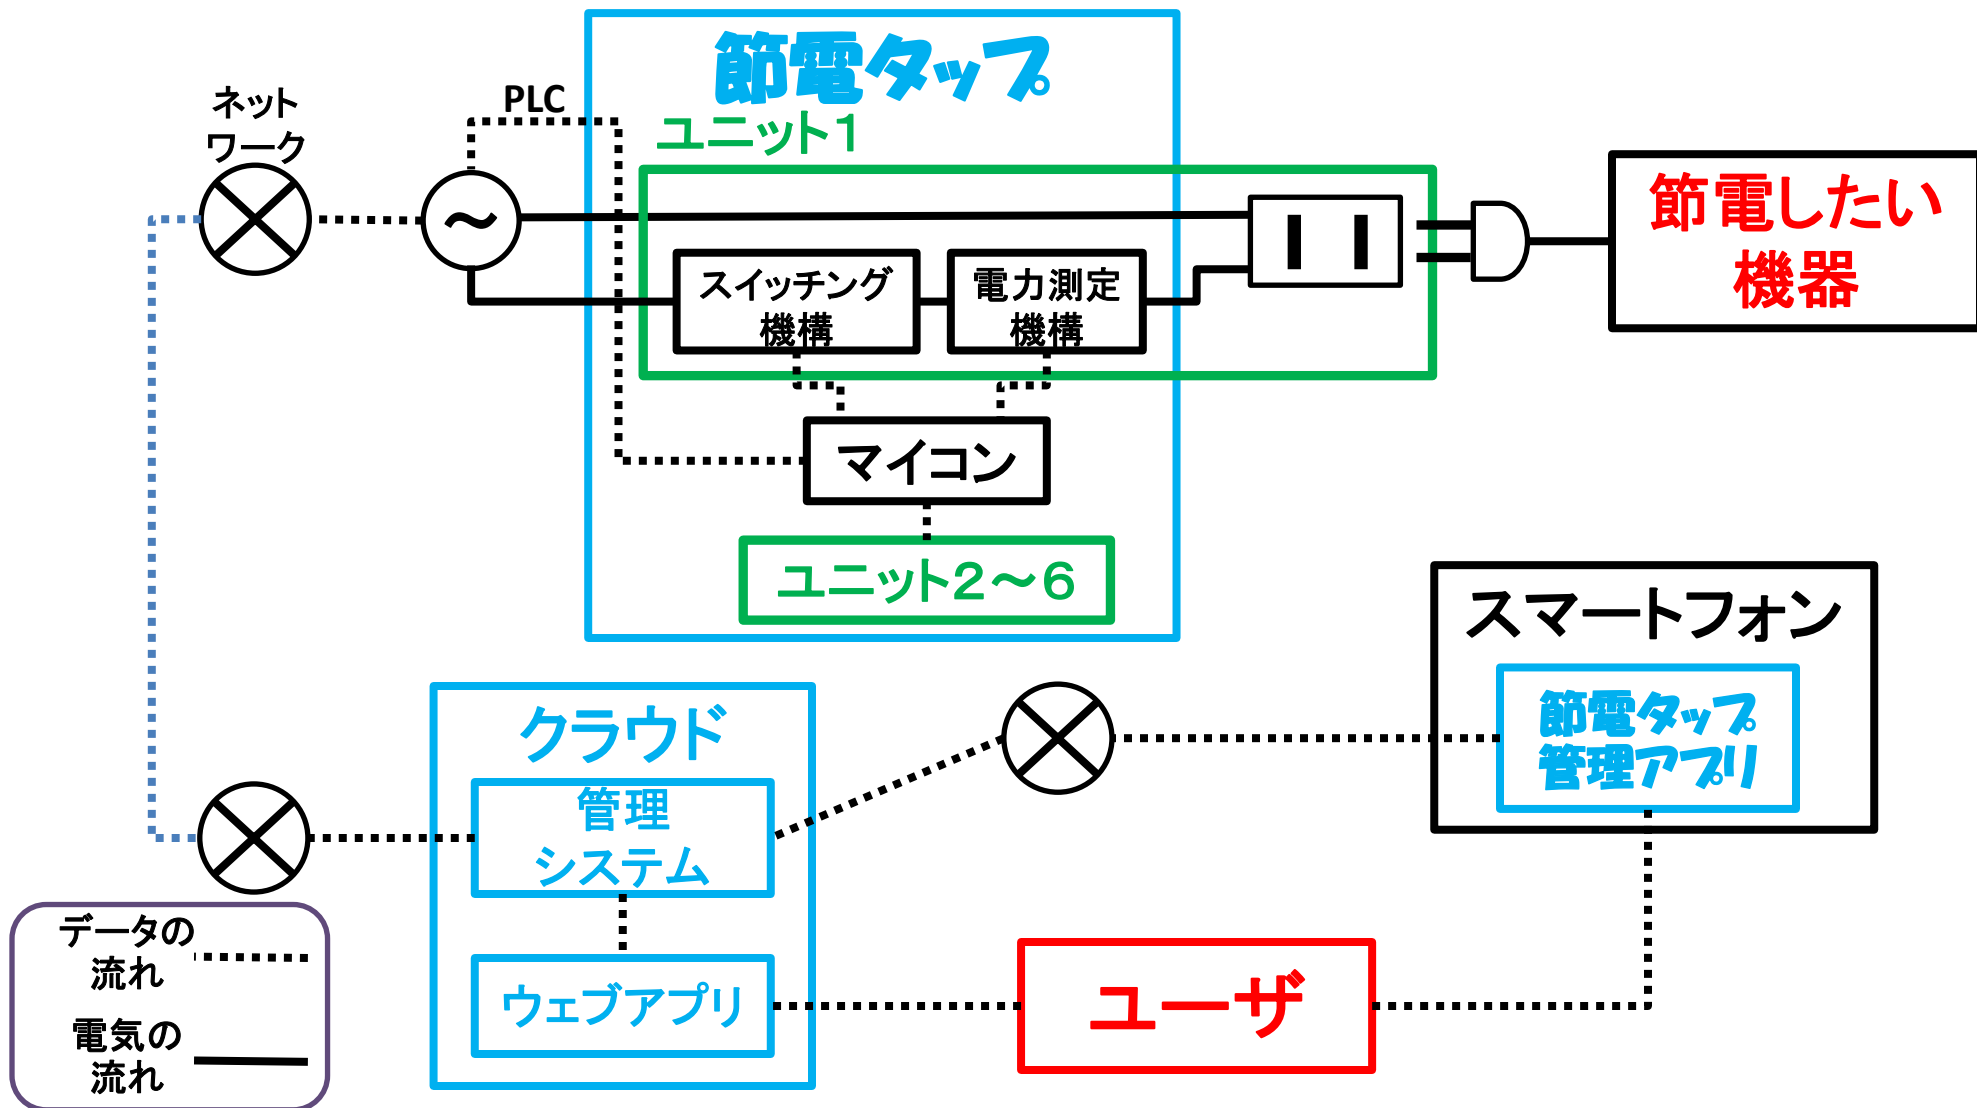 節電タップ
ユニット1
PLC
ネット
ワーク
～
スイッチング
機構
電力測定
機構
節電したい
機器
マイコン
ユニット2～6
スマートフォン
節電タップ
管理アプリ
クラウド
管理
システム
ウェブアプリ
ユーザ
データの
流れ
電気の
流れ